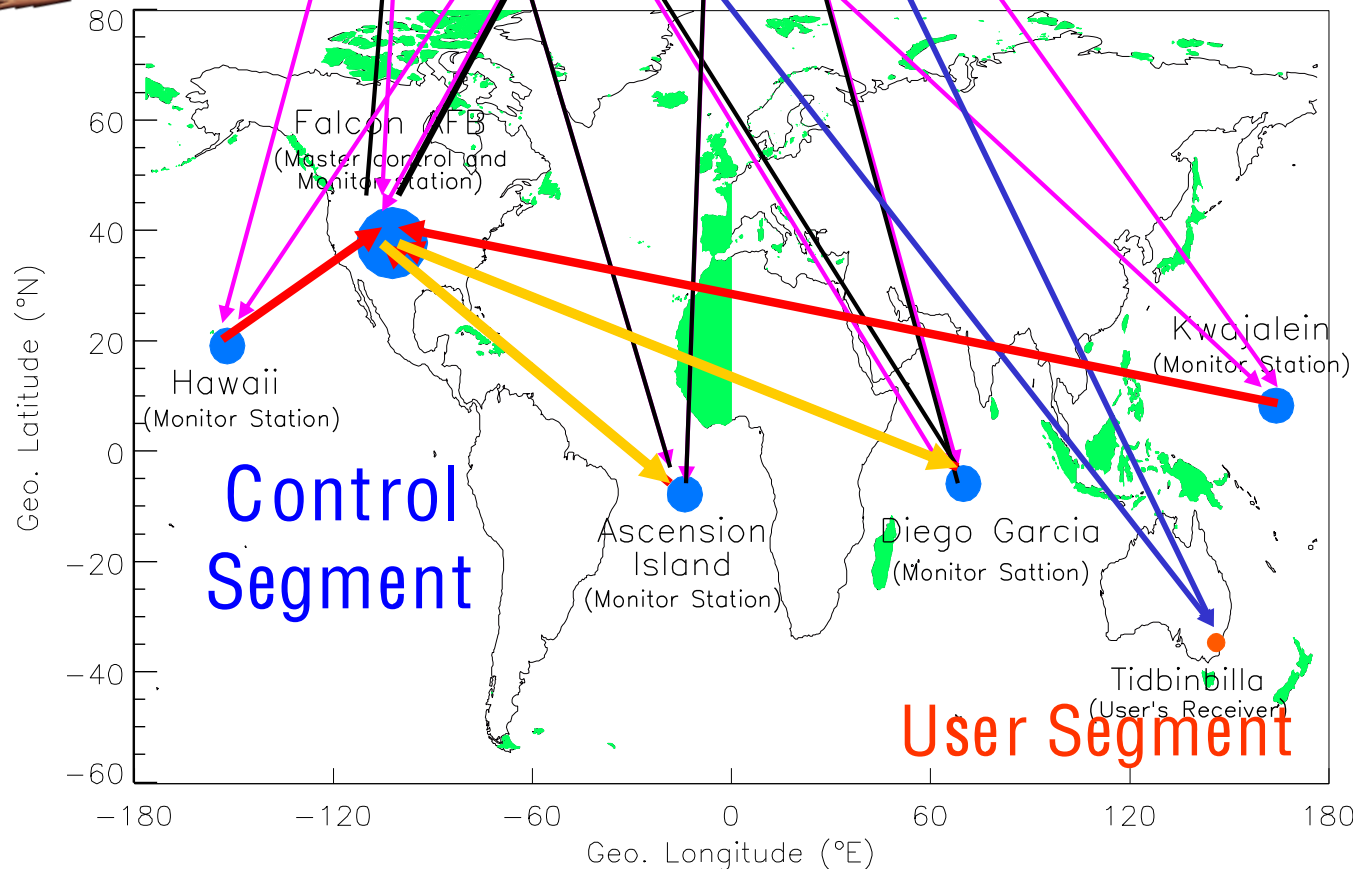 80
60
40
20
0
−20
−40
−60
Geo. Latitude (°N)
Falcon AFB
(Master control and
Monitor station)
Hawaii
(Monitor Station)
Kwajalein
(Monitor Station)
Control
Segment
Ascension
Island
(Monitor Station)
Diego Garcia
(Monitor Sattion)
Tidbinbilla
(User's Receiver)
User Segment
−180 −120 −60 0 60 120 180
Geo. Longitude (°E)